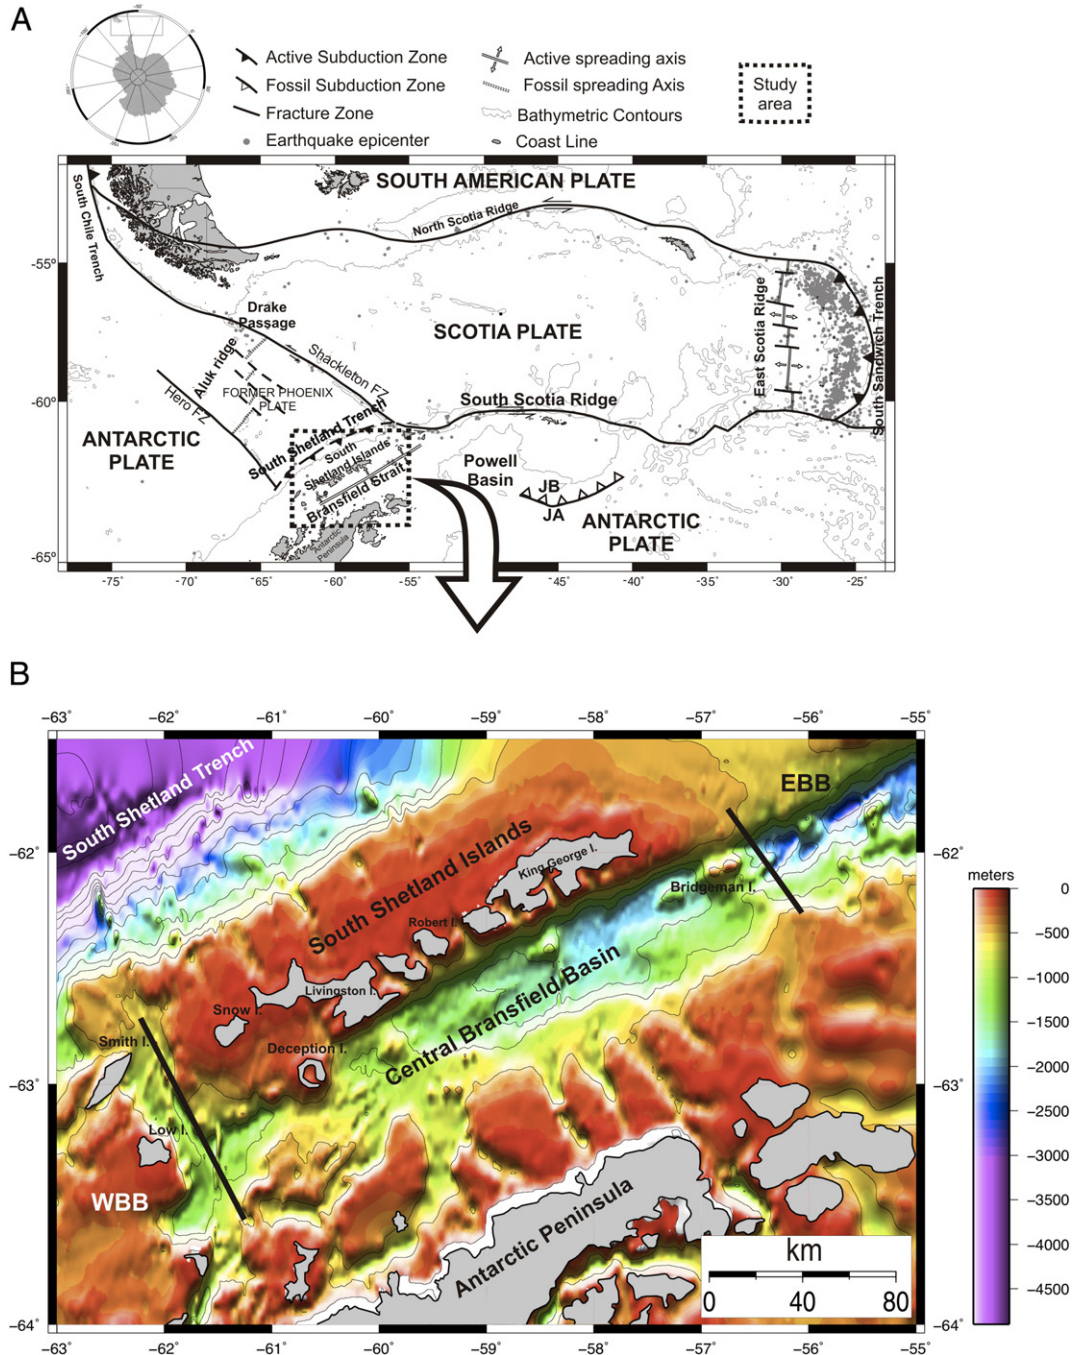 A
Active Subduction Zone
Fossil Subduction Zone
Fracture Zone
Earthquake epicenter
Active spreading axis
Fossil spreading Axis
Bathymetric Contours
Coast Line
Study
area
SOUTH AMERICAN PLATE
North Scotia Ridge
South Chile Trench
-55°
Drake
Passage
SCOTIA PLATE
East Scotia Ridge
South Sandwich Trench
Aluk ridge
Shackleton FZ
FORMER PHOENIX
PLATE
Hero FZ
-60°
South Scotia Ridge
South Shetland Trench
ANTARCTIC
PLATE
South
Shetland Islands
Bransfield Strait
Powell
Basin
JB
JA
ANTARCTIC
PLATE
Antarctic
Peninsula
-65°
-75° -70° -65° -60° -55° -45° -40° -35° -30° -25°
B
−63° −62° −61° −60° −59° −58° −57° −56° −55°
South Shetland Trench
EBB
−62° −62°
South Shetland Islands
King George I.
Bridgeman I.
Robert I.
Livingston I.
Snow I.
Central Bransfield Basin
Smith I.
Deception I.
−63° −63°
Low I.
WBB
Antarctic Peninsula
km
0 40 80
−64° −64°
−63° −62° −61° −60° −59° −58° −57° −56° −55°
meters
0
−500
−1000
−1500
−2000
−2500
−3000
−3500
−4000
−4500